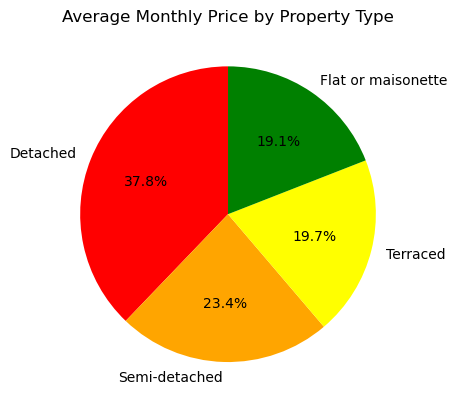 Average Monthly Price by Property Type
Flat or maisonette
19.1%
Detached
37.8%
19.7%
Terraced
23.4%
Semi-detached